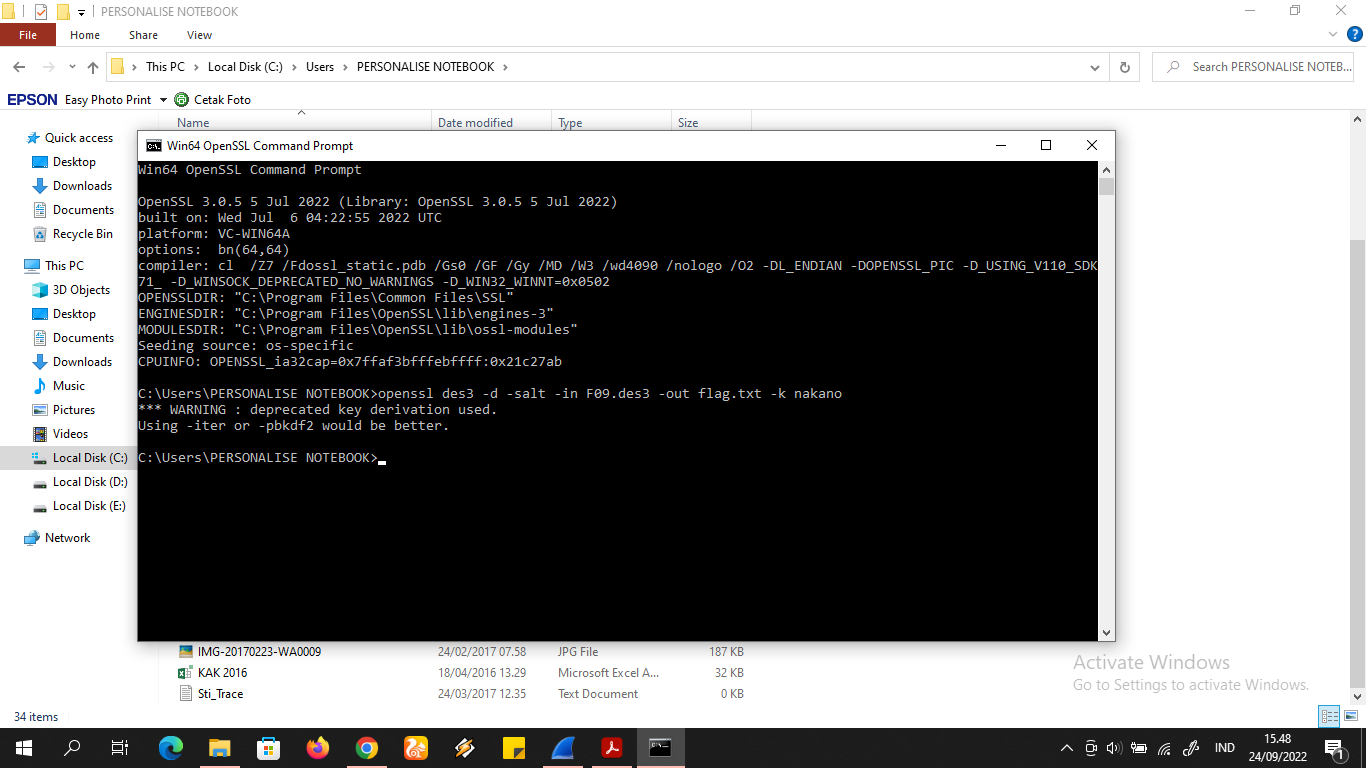 PERSONALISE NOTEBOOK
File Home Share View
This PC Local Disk (C:) Users PERSONALISE NOTEBOOK
Search PERSONALISE NOTEB...
EPSON Easy Photo Print Cetak Foto
Name Date modified Type Size
Quick access
Desktop
Downloads
Documents
Recycle Bin
This PC
3D Objects
Desktop
Documents
Downloads
Music
Pictures
Videos
Local Disk (C:)
Local Disk (D:)
Local Disk (E:)
Network
Win64 OpenSSL Command Prompt
Win64 OpenSSL Command Prompt
OpenSSL 3.0.5 5 Jul 2022 (Library: OpenSSL 3.0.5 5 Jul 2022)
built on: Wed Jul  6 04:22:55 2022 UTC
platform: VC-WIN64A
options:  bn(64,64)
compiler: cl  /Z7 /Fdossl_static.pdb /Gs0 /GF /Gy /MD /W3 /wd4090 /nologo /O2 -DL_ENDIAN -DOPENSSL_PIC -D_USING_V110_SDK
71_ -D_WINSOCK_DEPRECATED_NO_WARNINGS -D_WIN32_WINNT=0x0502
OPENSSLDIR: "C:\Program Files\Common Files\SSL"
ENGINESDIR: "C:\Program Files\OpenSSL\lib\engines-3"
MODULESDIR: "C:\Program Files\OpenSSL\lib\ossl-modules"
Seeding source: os-specific
CPUINFO: OPENSSL_ia32cap=0x7ffaf3bfffebffff:0x21c27ab
C:\Users\PERSONALISE NOTEBOOK>openssl des3 -d -salt -in F09.des3 -out flag.txt -k nakano
*** WARNING : deprecated key derivation used.
Using -iter or -pbkdf2 would be better.
C:\Users\PERSONALISE NOTEBOOK>
IMG-20170223-WA0009 24/02/2017 07.58 JPG File 187 KB
KAK 2016 18/04/2016 13.29 Microsoft Excel A... 32 KB
Sti_Trace 24/03/2017 12.35 Text Document 0 KB
Activate Windows
Go to Settings to activate Windows.
34 items
IND
15.48
24/09/2022
1